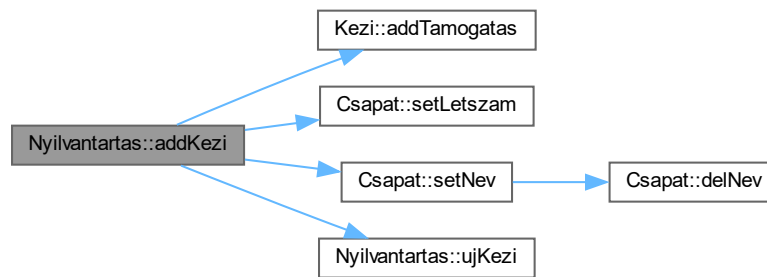 Kezi::addTamogatas
Csapat::setLetszam
Nyilvantartas::addKezi
Csapat::setNev
Csapat::delNev
Nyilvantartas::ujKezi